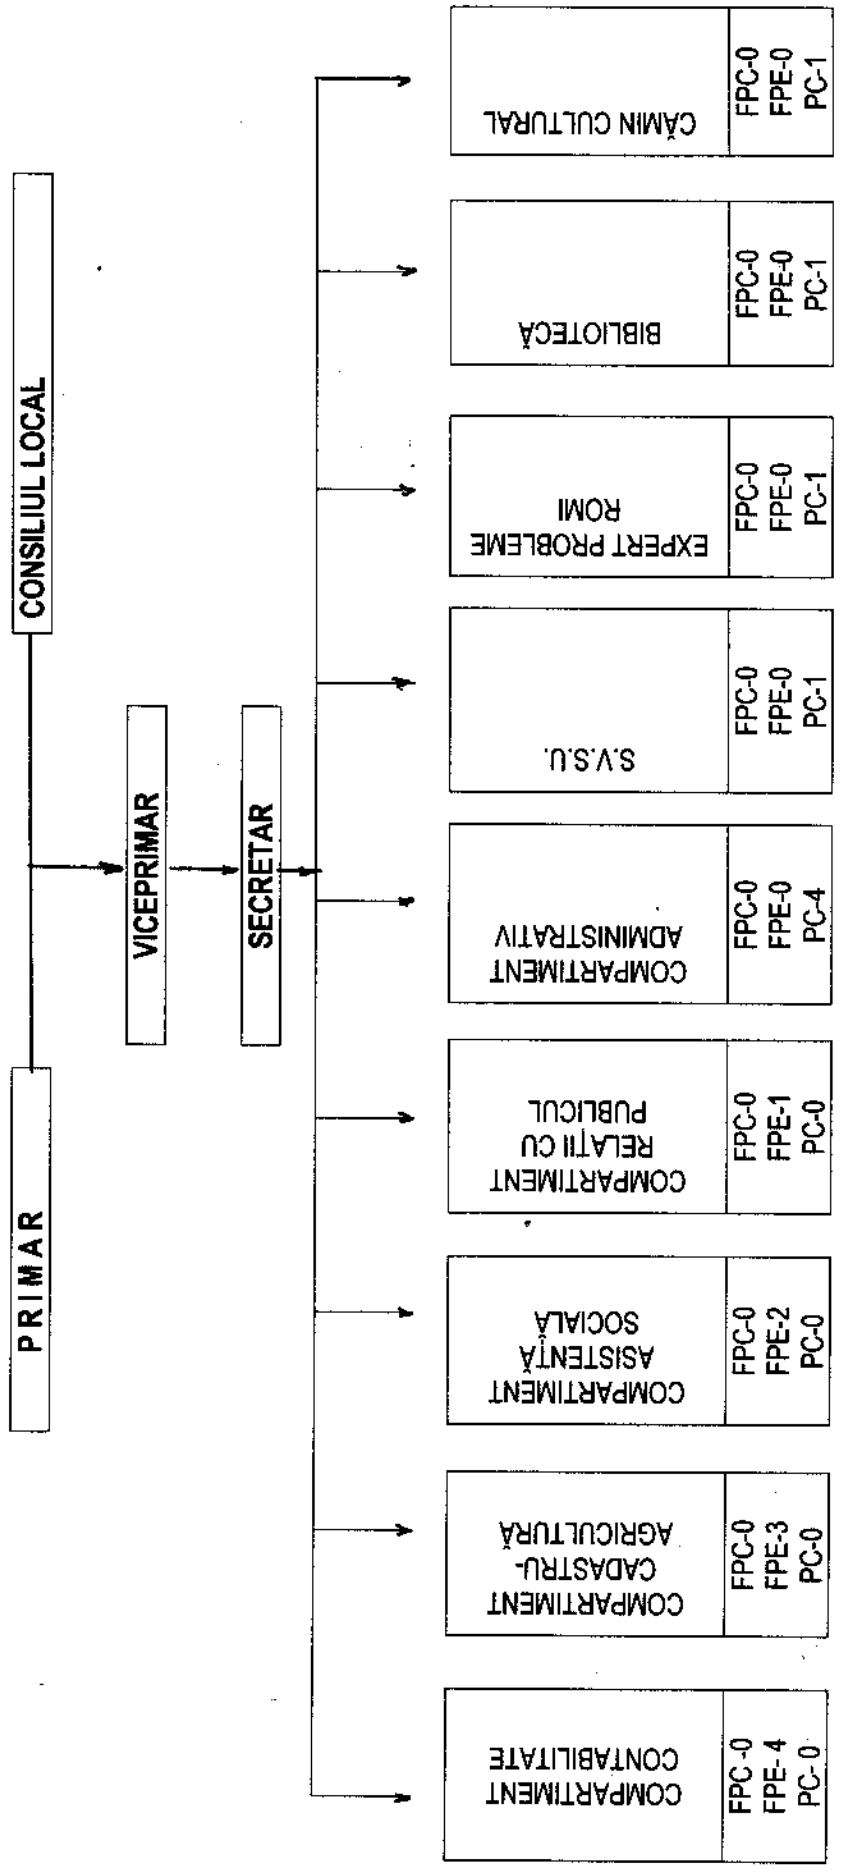 PRIMAR
CONSILIUL LOCAL
VICEPRIMAR
SECRETAR
COMPARTIMENT
CONTABILITATE
FPC-0
FPE-4
PC-0
COMPARTIMENT
CADASTRU-
AGRICULTURĂ
FPC-0
FPE-3
PC-0
COMPARTIMENT
ASISTENȚĂ
SOCIALĂ
FPC-0
FPE-2
PC-0
COMPARTIMENT
RELAȚII CU
PUBLICUL
FPC-0
FPE-1
PC-0
COMPARTIMENT
ADMINISTRATIV
FPC-0
FPE-0
PC-4
S.V.S.U.
FPC-0
FPE-0
PC-1
EXPERT PROBLEME
ROMI
FPC-0
FPE-0
PC-1
BIBLIOTECĂ
FPC-0
FPE-0
PC-1
CĂMIN CULTURAL
FPC-0
FPE-0
PC-1